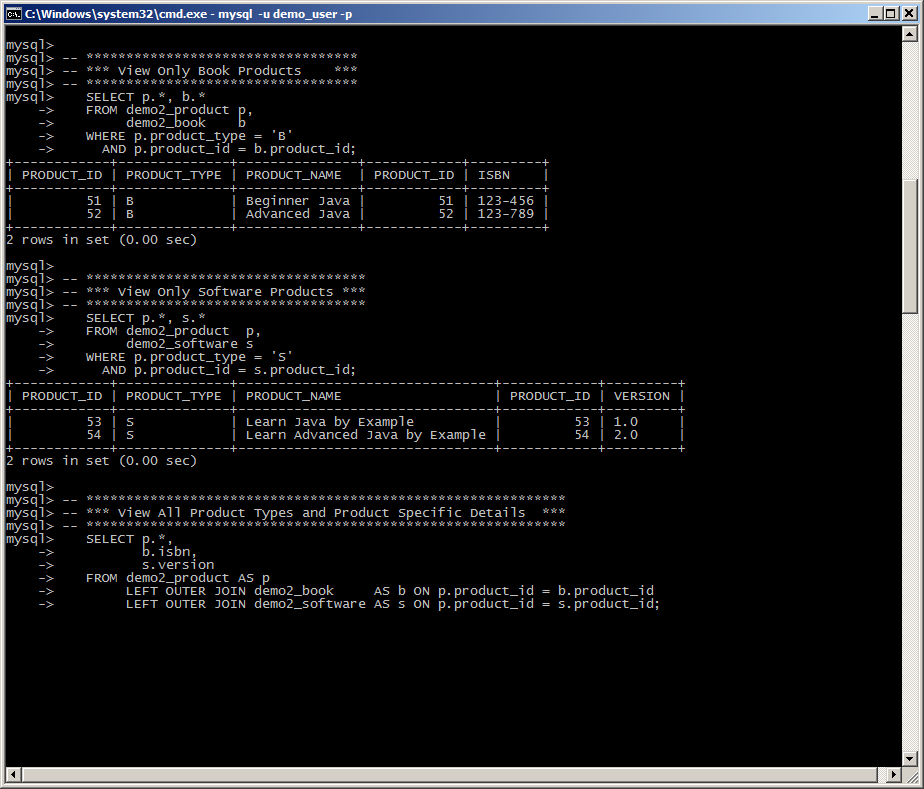 C:\Windows\system32\cmd.exe - mysql  -u demo_user -p
mysql>
mysql> -- **********************************
mysql> -- *** View Only Book Products    ***
mysql> -- **********************************
mysql>    SELECT p.*, b.*
    ->    FROM demo2_product p,
    ->         demo2_book    b
    ->    WHERE p.product_type = 'B'
    ->      AND p.product_id = b.product_id;
+------------+--------------+---------------+------------+---------+
| PRODUCT_ID | PRODUCT_TYPE | PRODUCT_NAME  | PRODUCT_ID | ISBN    |
+------------+--------------+---------------+------------+---------+
|         51 | B            | Beginner Java |         51 | 123-456 |
|         52 | B            | Advanced Java |         52 | 123-789 |
+------------+--------------+---------------+------------+---------+
2 rows in set (0.00 sec)
mysql>
mysql> -- ***********************************
mysql> -- *** View Only Software Products ***
mysql> -- ***********************************
mysql>    SELECT p.*, s.*
    ->    FROM demo2_product  p,
    ->         demo2_software s
    ->    WHERE p.product_type = 'S'
    ->      AND p.product_id = s.product_id;
+------------+--------------+--------------------------------+------------+---------+
| PRODUCT_ID | PRODUCT_TYPE | PRODUCT_NAME                   | PRODUCT_ID | VERSION |
+------------+--------------+--------------------------------+------------+---------+
|         53 | S            | Learn Java by Example          |         53 | 1.0     |
|         54 | S            | Learn Advanced Java by Example |         54 | 2.0     |
+------------+--------------+--------------------------------+------------+---------+
2 rows in set (0.00 sec)
mysql>
mysql> -- ************************************************************
mysql> -- *** View All Product Types and Product Specific Details  ***
mysql> -- ************************************************************
mysql>    SELECT p.*,
    ->           b.isbn,
    ->           s.version
    ->    FROM demo2_product AS p
    ->         LEFT OUTER JOIN demo2_book     AS b ON p.product_id = b.product_id
    ->         LEFT OUTER JOIN demo2_software AS s ON p.product_id = s.product_id;